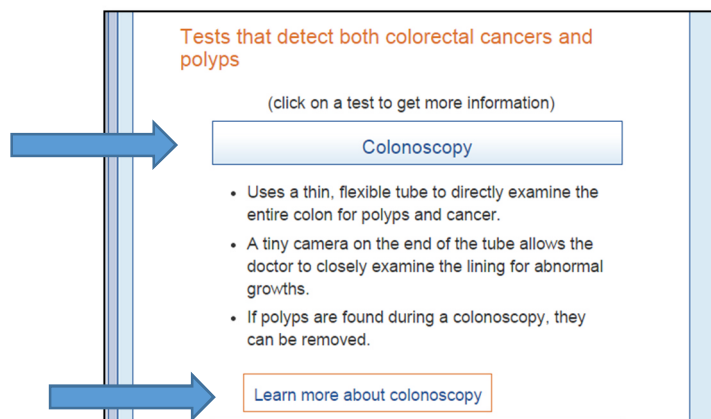 Tests that detect both colorectal cancers and
polyps
(click on a test to get more information)
Colonoscopy
• Uses a thin, flexible tube to directly examine the
entire colon for polyps and cancer.
• A tiny camera on the end of the tube allows the
doctor to closely examine the lining for abnormal
growths.
• If polyps are found during a colonoscopy, they
can be removed.
Learn more about colonoscopy